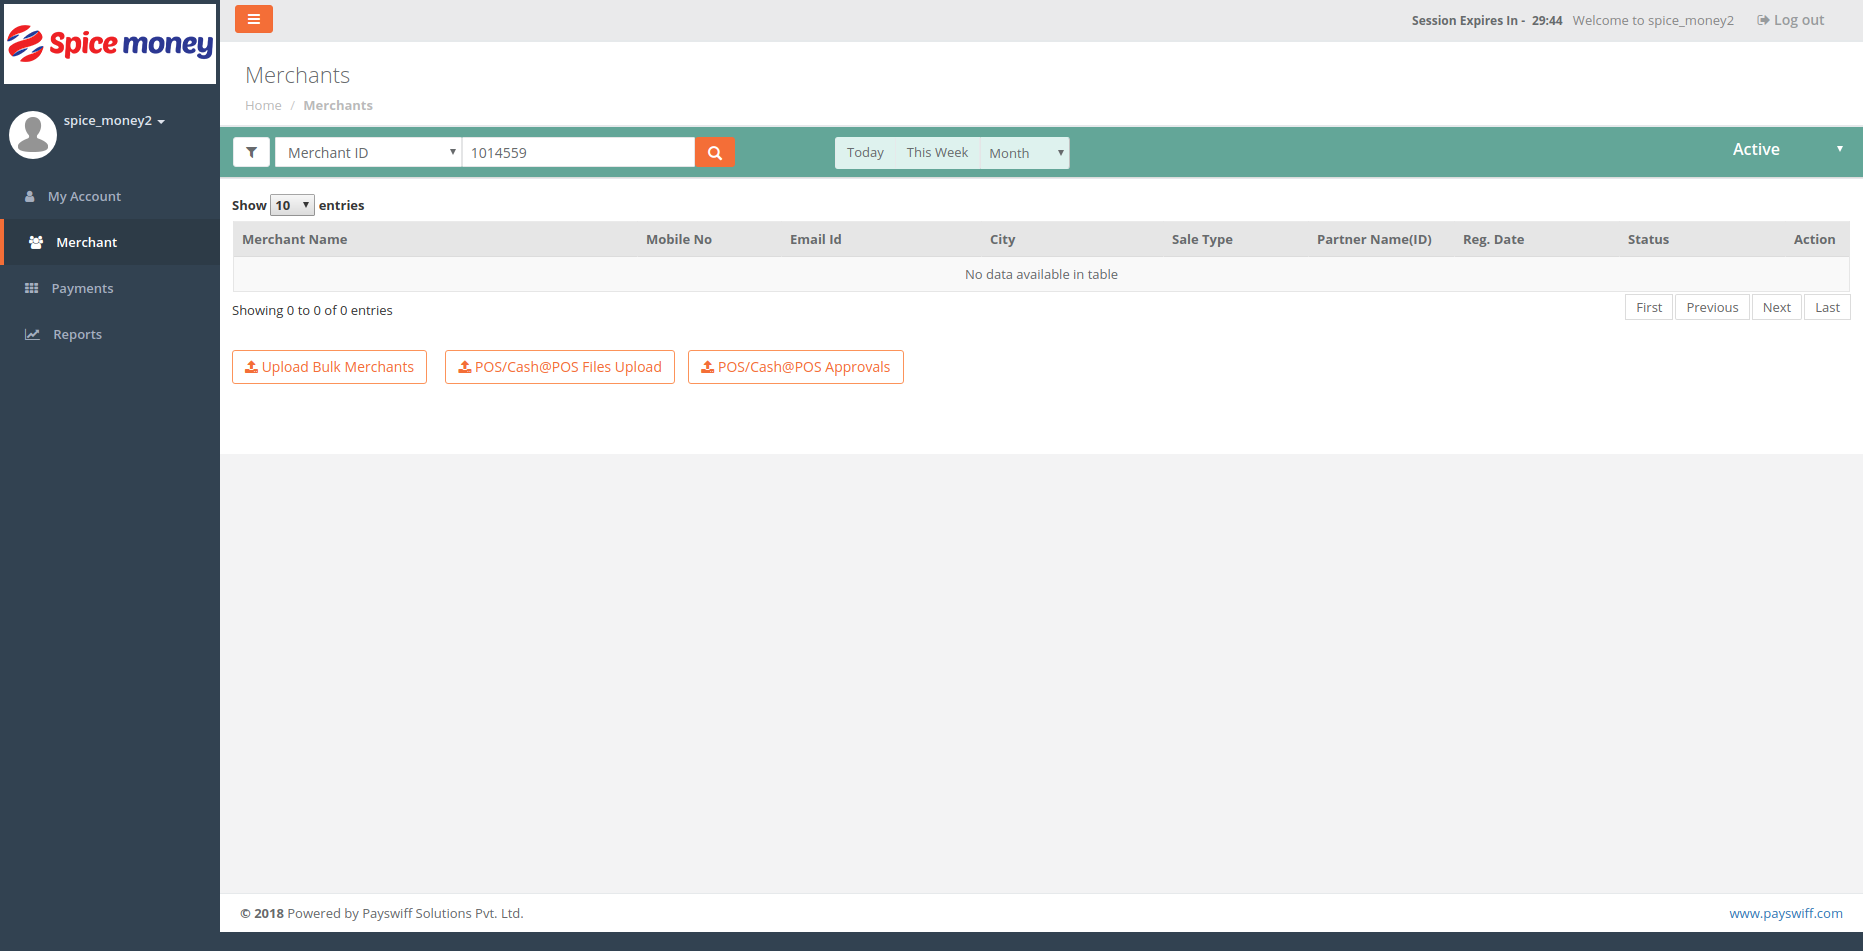 Spice money
Session Expires In - 29:44 Welcome to spice_money2 Log out
Merchants
Home / Merchants
spice_money2
My Account
Merchant
Payments
Reports
Merchant ID 1014559 Today This Week Month Active
Show 10 entries
Merchant Name Mobile No Email Id City Sale Type Partner Name(ID) Reg. Date Status Action
No data available in table
Showing 0 to 0 of 0 entries First Previous Next Last
Upload Bulk Merchants POS/Cash@POS Files Upload POS/Cash@POS Approvals
© 2018 Powered by Payswiff Solutions Pvt. Ltd. www.payswiff.com